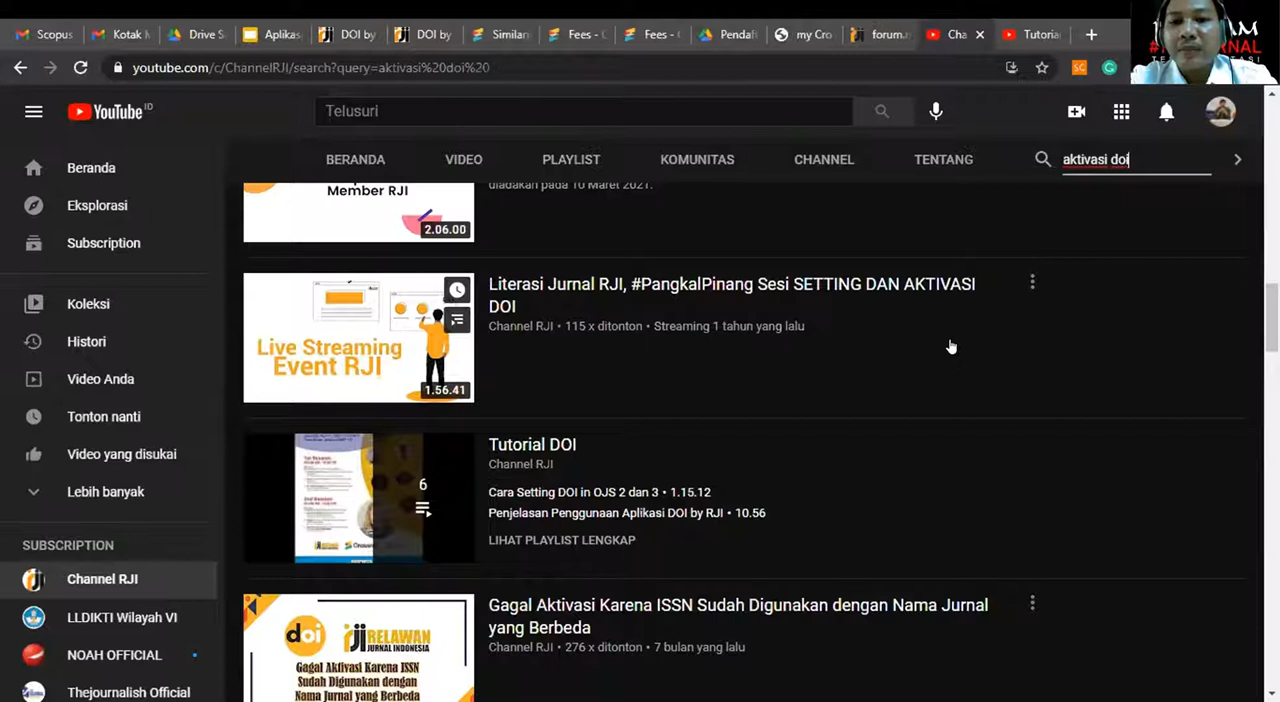 Scopus
Kotak M
Drive S
Aplikas
DOI by
DOI by
Similari
Fees - C
Fees - C
Pendaf
my Cro
forum.r
Cha
Tutoria
youtube.com/c/ChannelRJI/search?query=aktivasi%20doi%20
YouTube ID
Telusuri
BERANDA
VIDEO
PLAYLIST
KOMUNITAS
CHANNEL
TENTANG
aktivasi doi
Beranda
Eksplorasi
Subscription
Koleksi
Histori
Video Anda
Tonton nanti
Video yang disukai
Lebih banyak
SUBSCRIPTION
Channel RJI
LLDIKTI Wilayah VI
NOAH OFFICIAL
Thejournalish Official
Member RJI
2.06.00
diadakan pada 10 Maret 2021.
Live Streaming
Event RJI
1.56.41
Literasi Jurnal RJI, #PangkalPinang Sesi SETTING DAN AKTIVASI
DOI
Channel RJI • 115 x ditonton • Streaming 1 tahun yang lalu
6
Tutorial DOI
Channel RJI
Cara Setting DOI di OJS 2 dan 3 • 1.15.12
Penjelasan Penggunaan Aplikasi DOI by RJI • 10.56
LIHAT PLAYLIST LENGKAP
doi
RELAWAN
JURNAL INDONESIA
Gagal Aktivasi Karena ISSN
Sudah Digunakan dengan
Nama Jurnal yang Berbeda
Gagal Aktivasi Karena ISSN Sudah Digunakan dengan Nama Jurnal
yang Berbeda
Channel RJI • 276 x ditonton • 7 bulan yang lalu